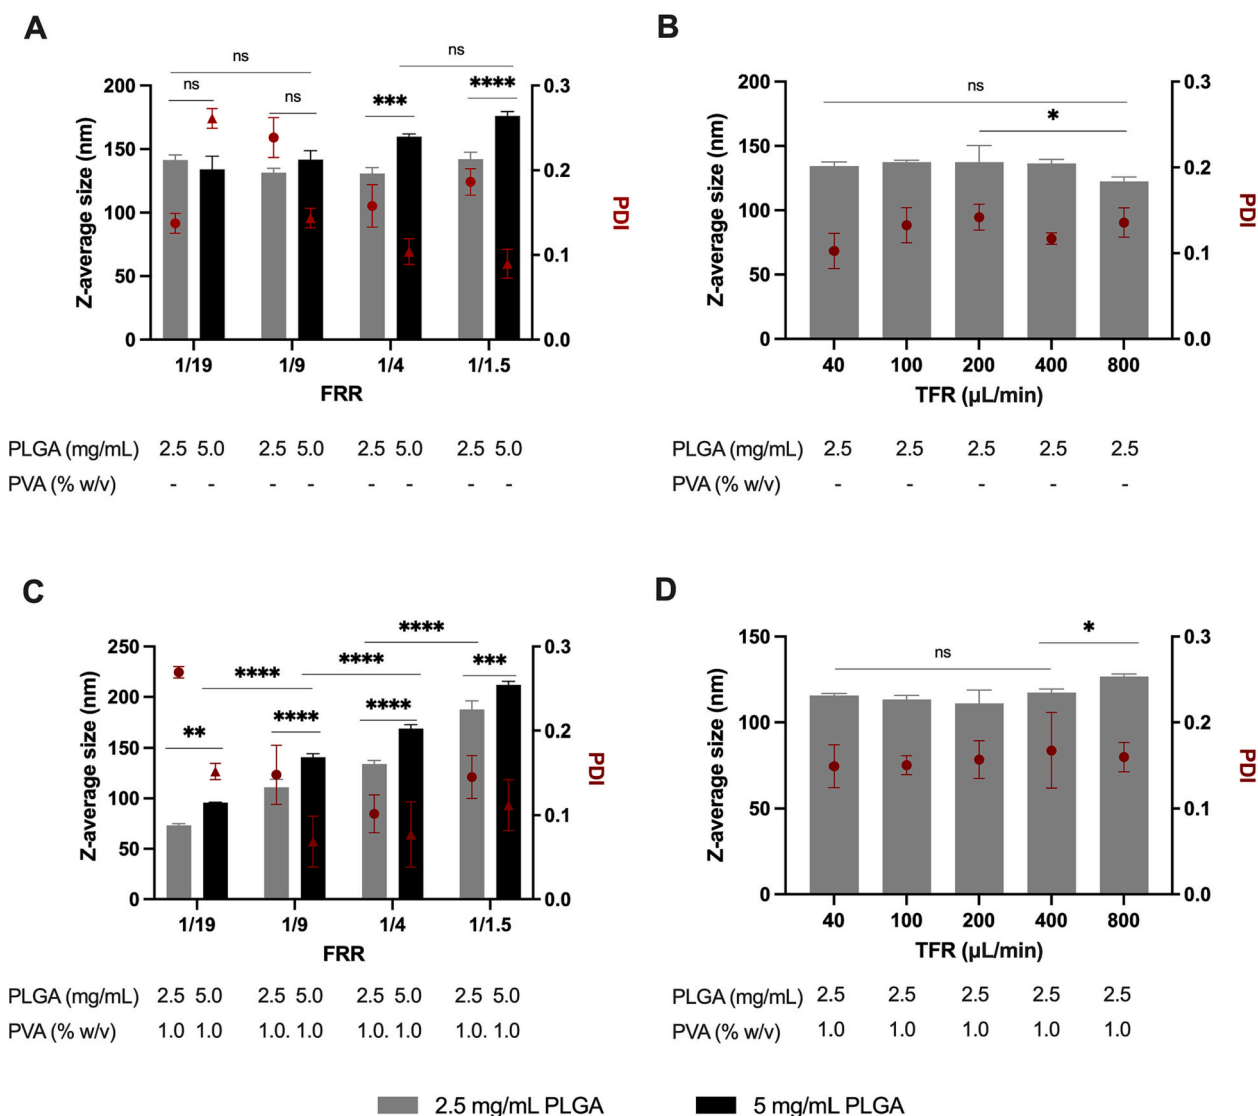 A
ns
ns
ns
ns
***
****
200
150
100
50
0
Z-average size (nm)
0.3
0.2
0.1
0.0
PDI
1/19 1/9 1/4 1/1.5
FRR
PLGA (mg/mL) 2.5 5.0 2.5 5.0 2.5 5.0 2.5 5.0
PVA (% w/v) - - - - - - - -
B
ns
*
200
150
100
50
0
Z-average size (nm)
0.3
0.2
0.1
0.0
PDI
40 100 200 400 800
TFR (µL/min)
PLGA (mg/mL) 2.5 2.5 2.5 2.5 2.5
PVA (% w/v) - - - - -
C
****
****
****
**
****
****
***
250
200
150
100
50
0
Z-average size (nm)
0.3
0.2
0.1
0.0
PDI
1/19 1/9 1/4 1/1.5
FRR
PLGA (mg/mL) 2.5 5.0 2.5 5.0 2.5 5.0 2.5 5.0
PVA (% w/v) 1.0 1.0 1.0. 1.0 1.0. 1.0 1.0. 1.0
D
ns
*
150
100
50
0
Z-average size (nm)
0.3
0.2
0.1
0.0
PDI
40 100 200 400 800
TFR (µL/min)
PLGA (mg/mL) 2.5 2.5 2.5 2.5 2.5
PVA (% w/v) 1.0 1.0 1.0 1.0 1.0
2.5 mg/mL PLGA 5 mg/mL PLGA